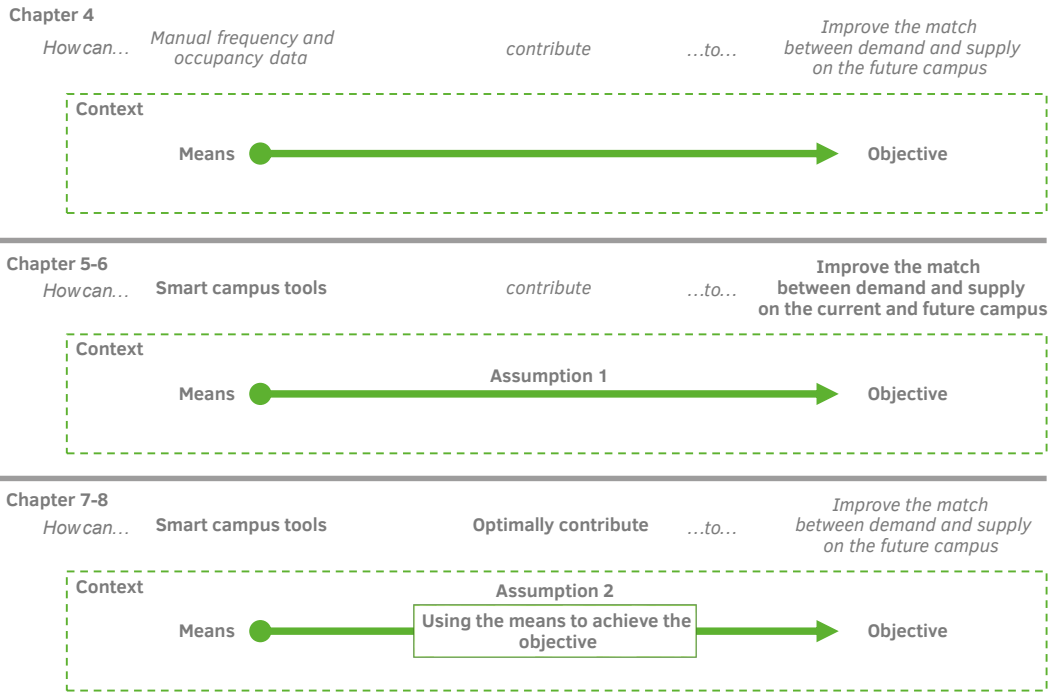 Chapter 4
How can... Manual frequency and occupancy data contribute ...to... Improve the match between demand and supply on the future campus
Context
Means Objective
Chapter 5-6
How can... Smart campus tools contribute ...to... Improve the match between demand and supply on the current and future campus
Context
Assumption 1
Means Objective
Chapter 7-8
How can... Smart campus tools Optimally contribute ...to... Improve the match between demand and supply on the future campus
Context
Assumption 2
Means Using the means to achieve the objective Objective